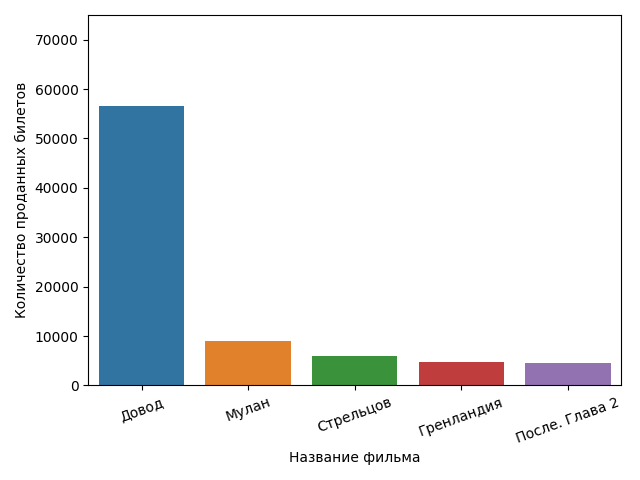 Количество проданных билетов
70000
60000
50000
40000
30000
20000
10000
0
Довод
Мулан
Стрельцов
Гренландия
После. Глава 2
Название фильма